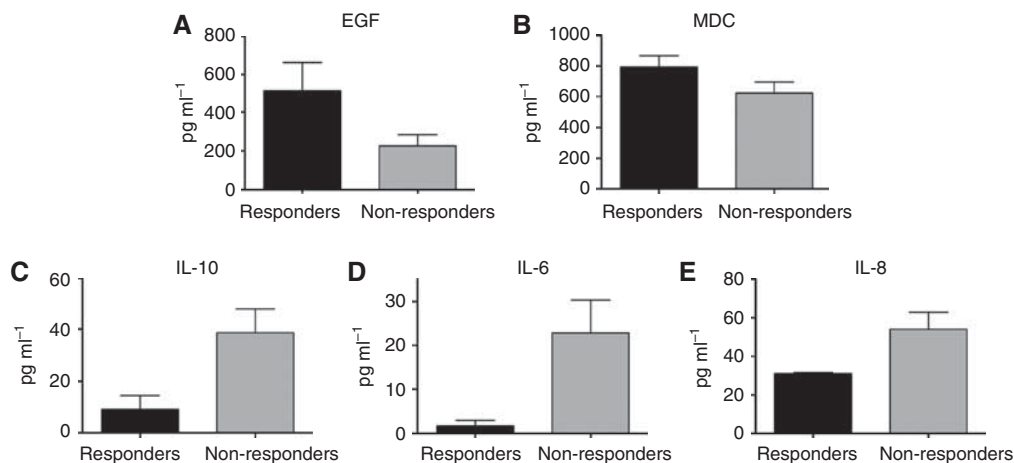 A
EGF
800
600
400
200
0
pg ml⁻¹
Responders
Non-responders
B
MDC
1000
800
600
400
200
0
pg ml⁻¹
Responders
Non-responders
C
IL-10
60
40
20
0
pg ml⁻¹
Responders
Non-responders
D
IL-6
30
20
10
0
pg ml⁻¹
Responders
Non-responders
E
IL-8
80
60
40
20
0
pg ml⁻¹
Responders
Non-responders